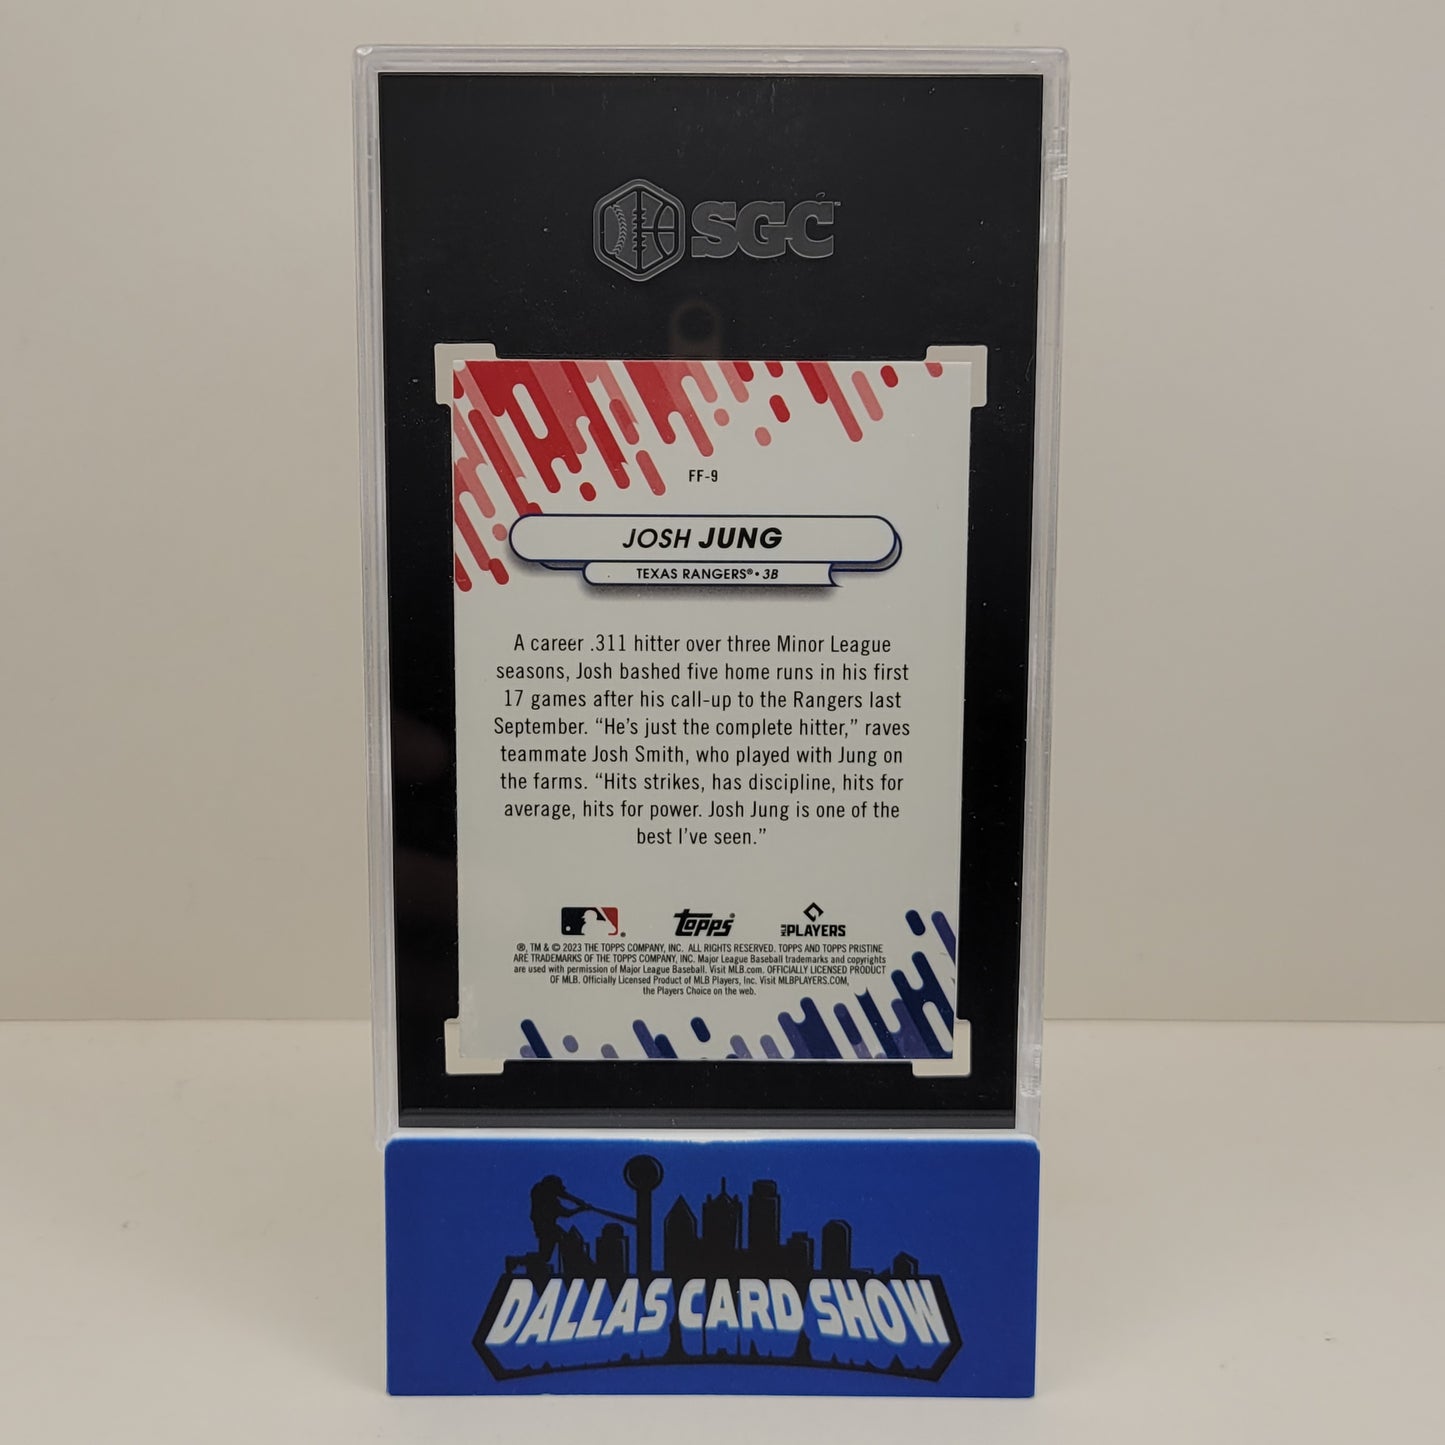 SGC
FF-9
JOSH JUNG
TEXAS RANGERS®• 3B
A career .311 hitter over three Minor League
seasons, Josh bashed five home runs in his first
17 games after his call-up to the Rangers last
September. “He’s just the complete hitter,” raves
teammate Josh Smith, who played with Jung on
the farms. “Hits strikes, has discipline, hits for
average, hits for power. Josh Jung is one of the
best I’ve seen.”
topps® MLB PLAYERS
®, TM & © 2023 THE TOPPS COMPANY, INC. ALL RIGHTS RESERVED. TOPPS AND TOPPS PRISTINE
ARE TRADEMARKS OF THE TOPPS COMPANY, INC. Major League Baseball trademarks and copyrights
are used with permission of Major League Baseball. Visit MLB.com. OFFICIALLY LICENSED PRODUCT
OF MLB. Officially Licensed Product of MLB Players, Inc. Visit MLBPLAYERS.COM,
the Players Choice on the web.
DALLAS CARD SHOW